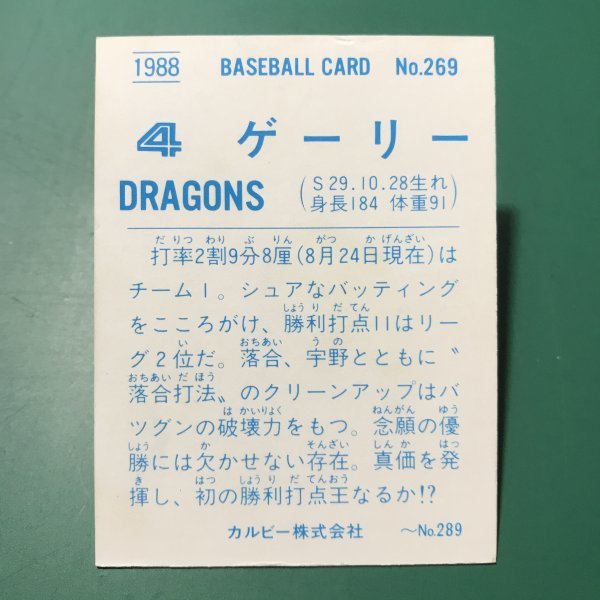 1988 BASEBALL CARD No.269
4 ゲーリー
DRAGONS (S29.10.28生れ 身長184 体重91)
だりつ わり ぶ りん がつ か げんざい
打率2割9分8厘(8月24日現在)は
チーム1。シュアなバッティング
しょうり だてん
をこころがけ、勝利打点11はリー
い おちあい うの
グ2位だ。落合、宇野とともに〝
おちあいだほう
落合打法〟のクリーンアップはバ
はかいりょく ねんがん ゆう
ツグンの破壊力をもつ。念願の優
しょう か そんざい しんか はっ
勝には欠かせない存在。真価を発
き はつ しょうりだてんおう
揮し、初の勝利打点王なるか!?
カルビー株式会社 〜No.289